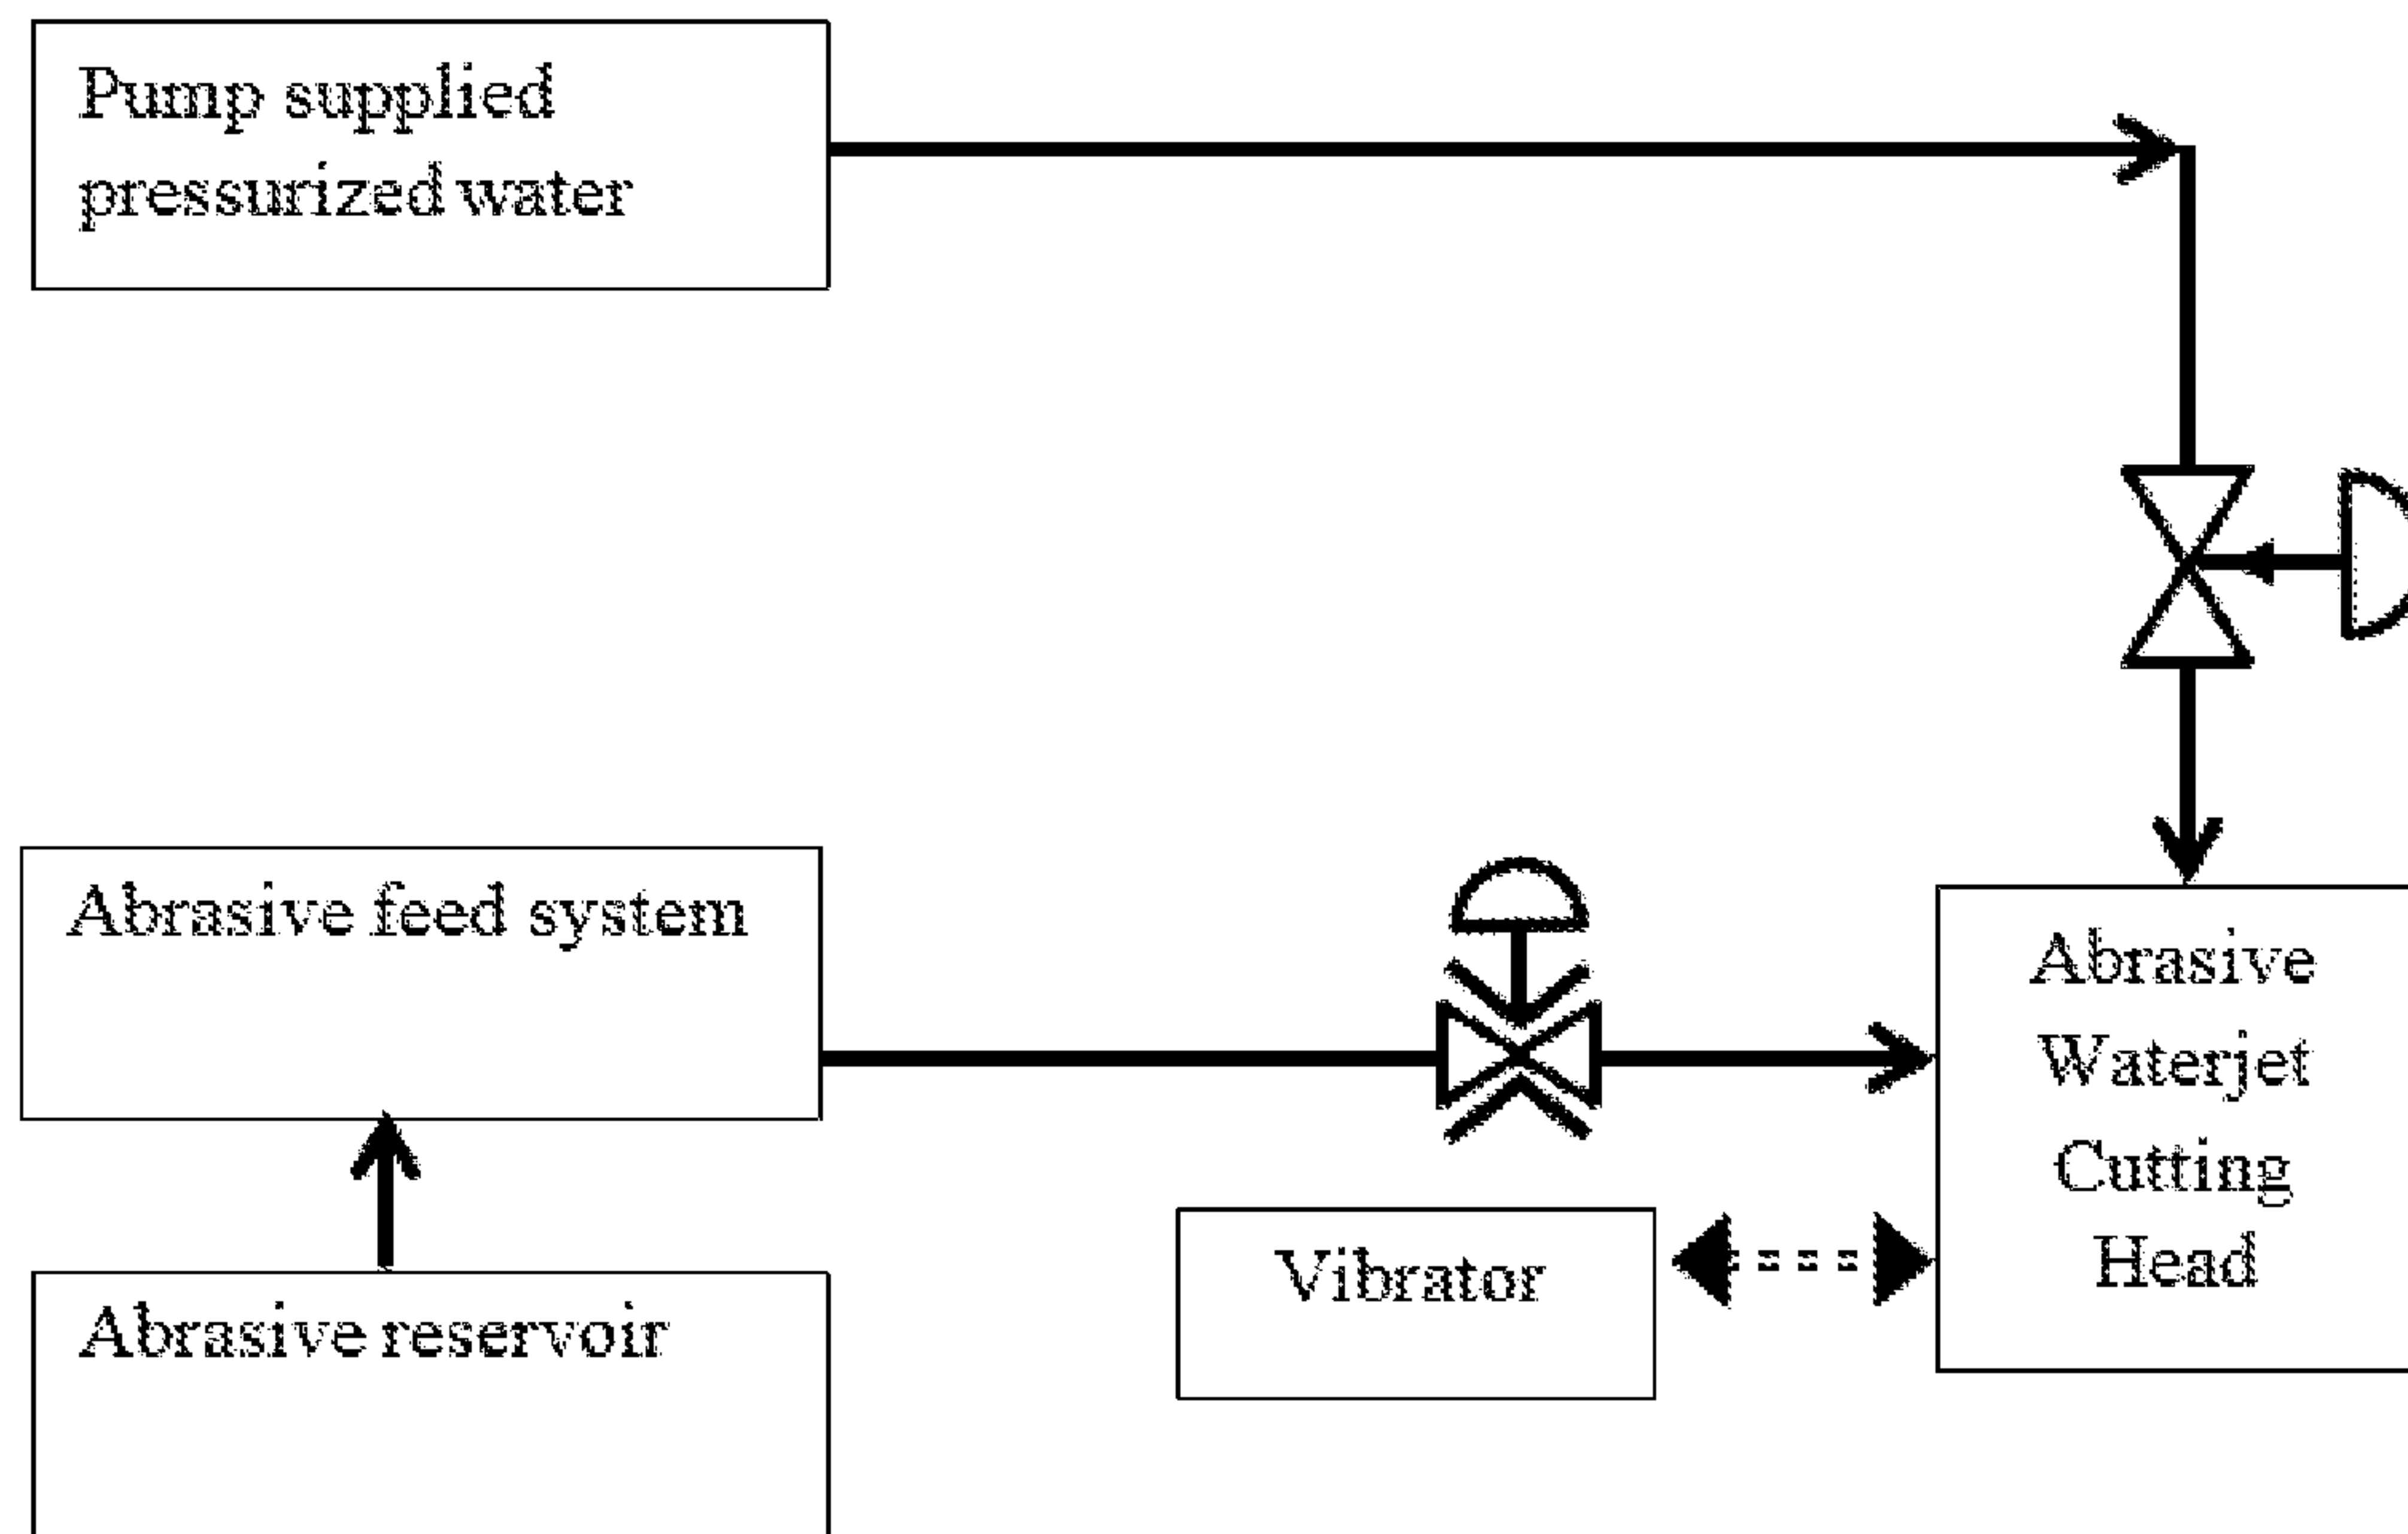 Pump supplied
pressurized water
Abrasive feed system
Abrasive
Waterjet
Cutting
Head
Vibrator
Abrasive reservoir